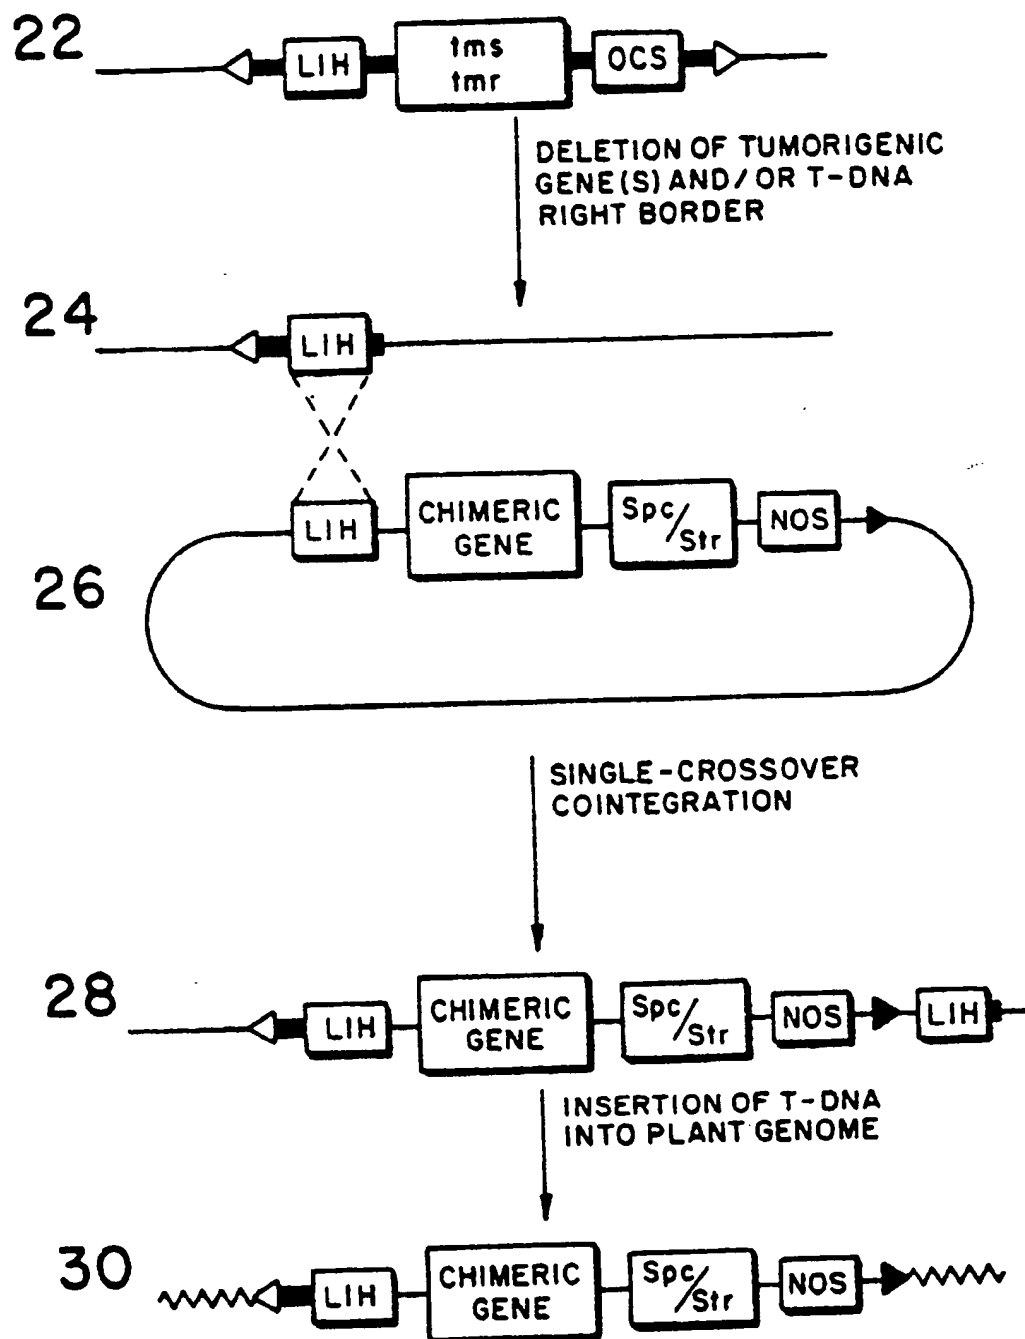 22
LIH
tms
tmr
OCS
DELETION OF TUMORIGENIC
GENE(S) AND/OR T-DNA
RIGHT BORDER
24
LIH
26
LIH
CHIMERIC
GENE
Spc/
Str
NOS
SINGLE-CROSSOVER
COINTEGRATION
28
LIH
CHIMERIC
GENE
Spc/
Str
NOS
LIH
INSERTION OF T-DNA
INTO PLANT GENOME
30
LIH
CHIMERIC
GENE
Spc/
Str
NOS